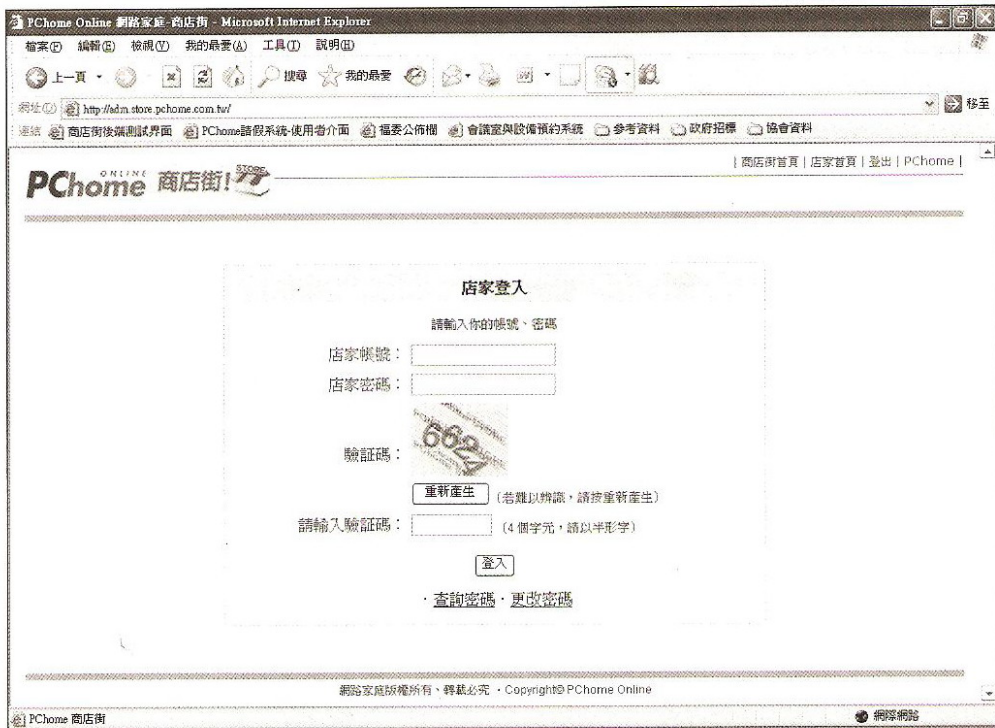 PChome Online 網路家庭-商店街 - Microsoft Internet Explorer
檔案(F) 編輯(E) 檢視(V) 我的最愛(A) 工具(T) 說明(H)
上一頁 搜尋 我的最愛
網址(D) http://adm.store.pchome.com.tw/ 移至
連結 商店街後端測試界面 PChome請假系統-使用者介面 福委公佈欄 會議室與設備預約系統 參考資料 政府招標 協會資料
| 商店街首頁 | 店家首頁 | 登出 | PChome |
PChome ONLINE 商店街! STORE
店家登入
請輸入你的帳號、密碼
店家帳號：
店家密碼：
驗証碼： 6624
重新產生 (若難以辨識，請按重新產生)
請輸入驗証碼： (4 個字元，請以半形字)
登入
‧查詢密碼‧更改密碼
網路家庭版權所有、轉載必究 ‧Copyright© PChome Online
PChome 商店街 網際網路